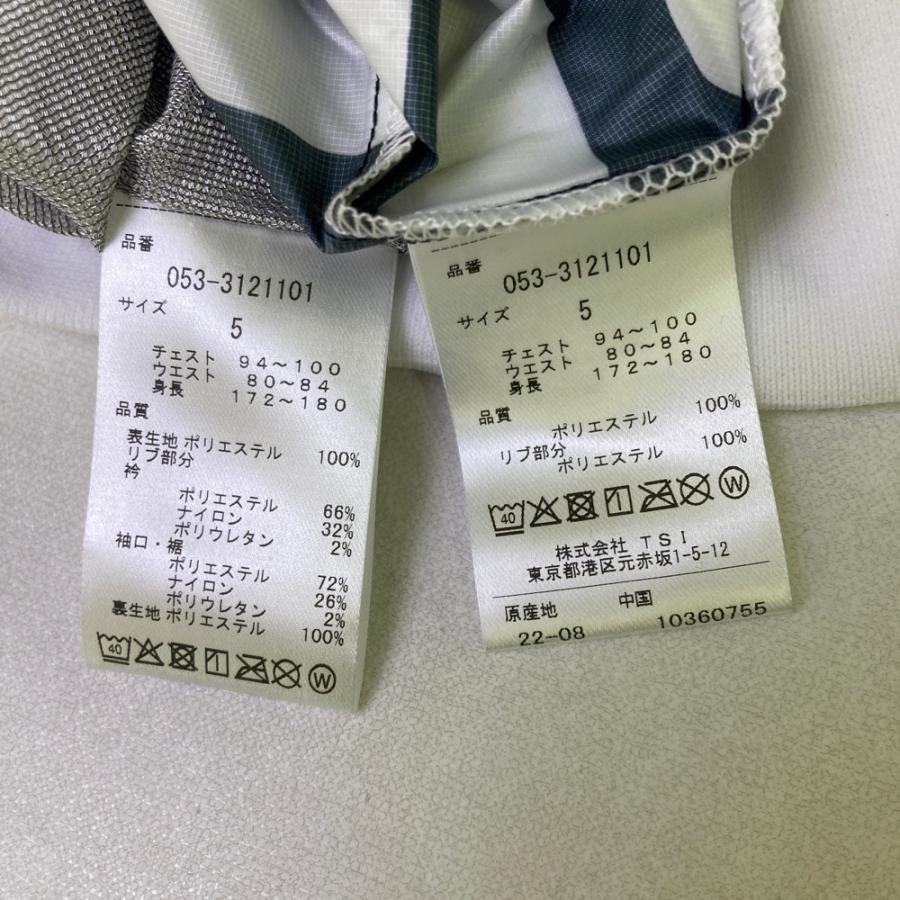 品番
053-3121101
サイズ
5
チェスト 94～100
ウエスト 80～84
身長 172～180
品質
表生地 ポリエステル 100%
リブ部分
衿
ポリエステル 66%
ナイロン 32%
ポリウレタン 2%
袖口・裾
ポリエステル 72%
ナイロン 26%
ポリウレタン 2%
裏生地 ポリエステル 100%
40
W
品番
053-3121101
サイズ
5
チェスト 94～100
ウエスト 80～84
身長 172～180
品質
ポリエステル 100%
リブ部分
ポリエステル 100%
40
W
株式会社 TSI
東京都港区元赤坂1-5-12
原産地 中国
22-08 10360755